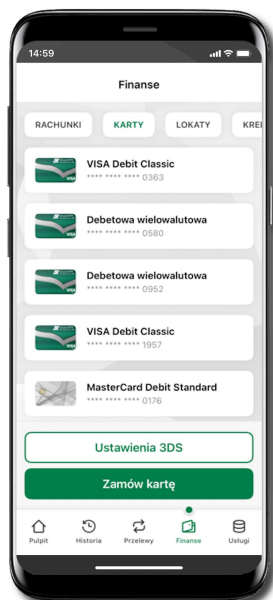 14:59
Finanse
RACHUNKI KARTY LOKATY KREI
VISA Debit Classic
**** **** **** 0363
Debetowa wielowalutowa
**** **** **** 0580
Debetowa wielowalutowa
**** **** **** 0952
VISA Debit Classic
**** **** **** 1957
MasterCard Debit Standard
**** **** **** 0176
Ustawienia 3DS
Zamów kartę
Pulpit Historia Przelewy Finanse Usługi